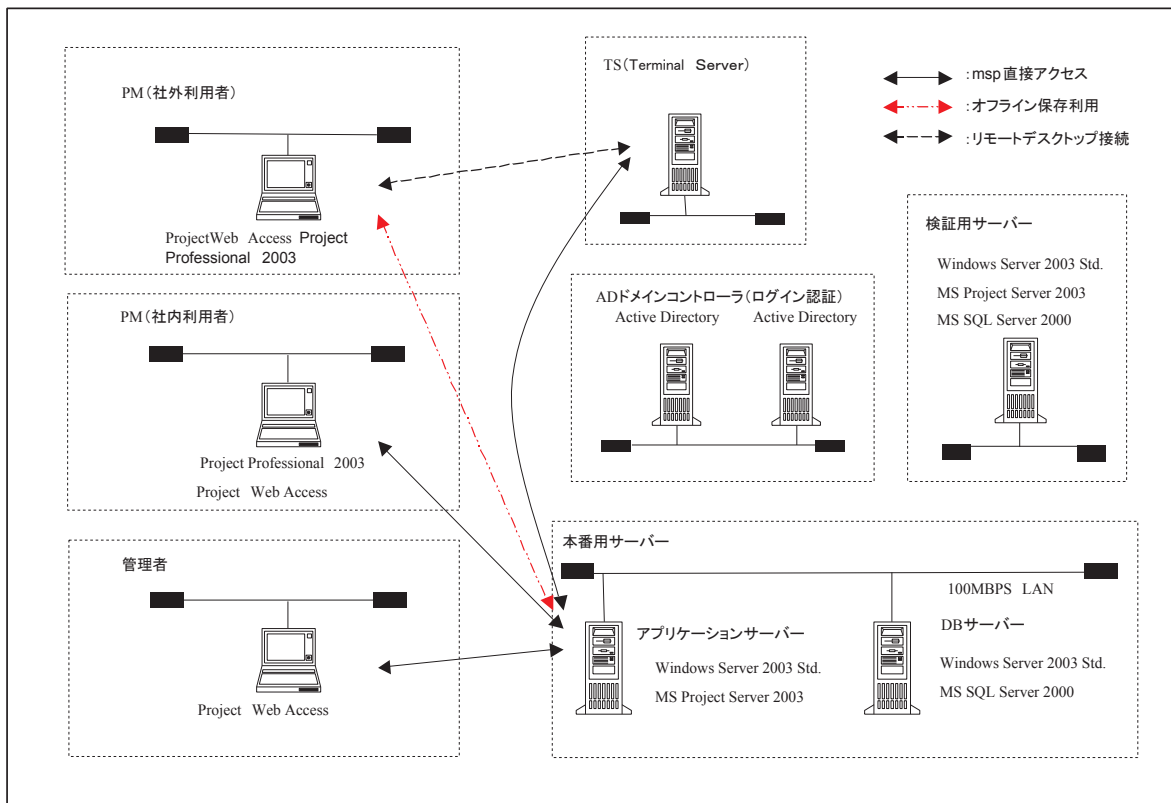 PM(社外利用者)
ProjectWeb Access Project
Professional 2003
PM(社内利用者)
Project Professional 2003
Project Web Access
管理者
Project Web Access
TS(Terminal Server)
:msp直接アクセス
:オフライン保存利用
:リモートデスクトップ接続
検証用サーバー
Windows Server 2003 Std.
MS Project Server 2003
MS SQL Server 2000
ADドメインコントローラ(ログイン認証)
Active Directory
Active Directory
本番用サーバー
100MBPS LAN
アプリケーションサーバー
Windows Server 2003 Std.
MS Project Server 2003
DBサーバー
Windows Server 2003 Std.
MS SQL Server 2000